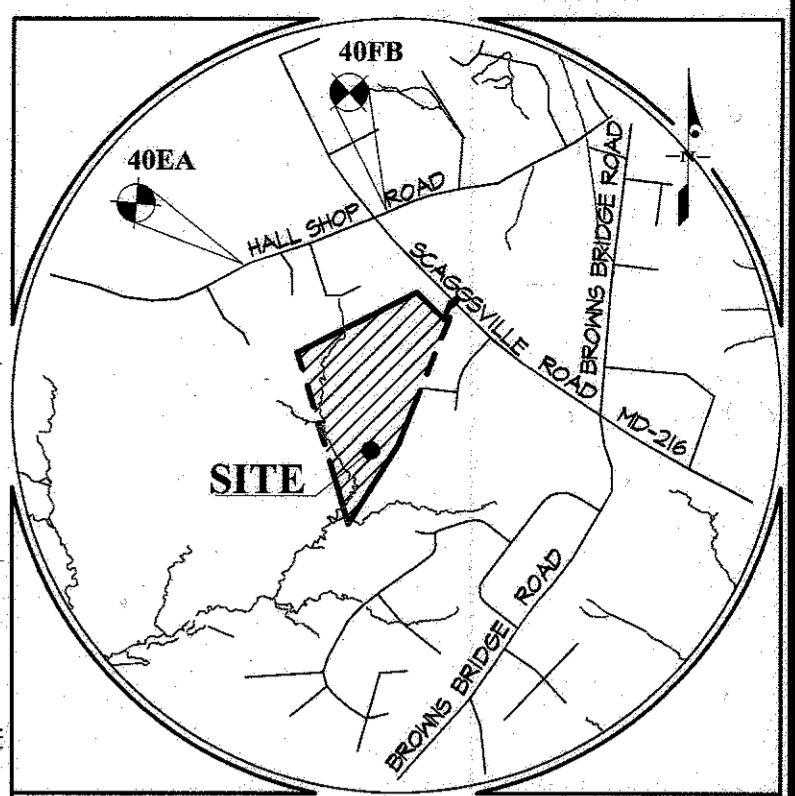 40FB
40EA
N
HALL SHOP ROAD
SCAGGSVILLE ROAD
MD-216
BROWNS BRIDGE ROAD
SITE
BROWNS BRIDGE ROAD